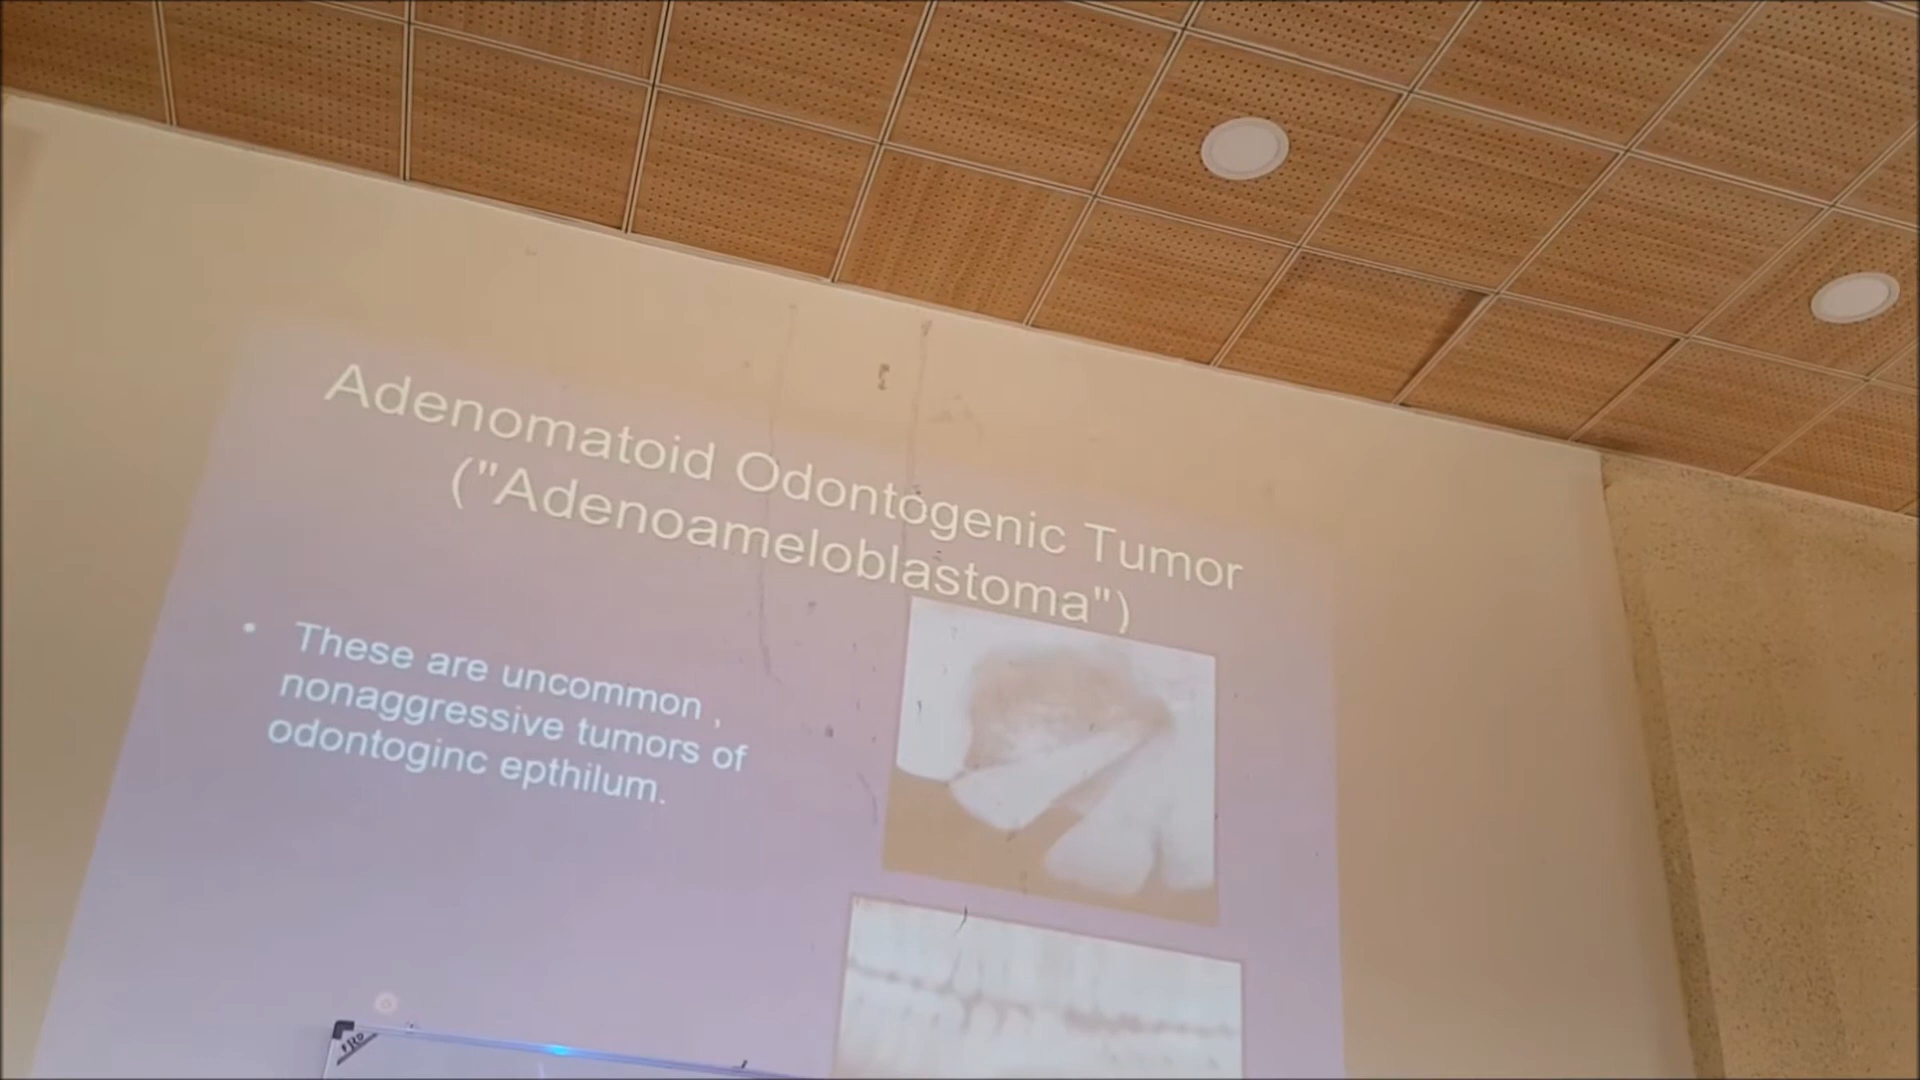 Adenomatoid Odontogenic Tumor
("Adenoameloblastoma")
• These are uncommon ,
nonaggressive tumors of
odontoginc epthilum.